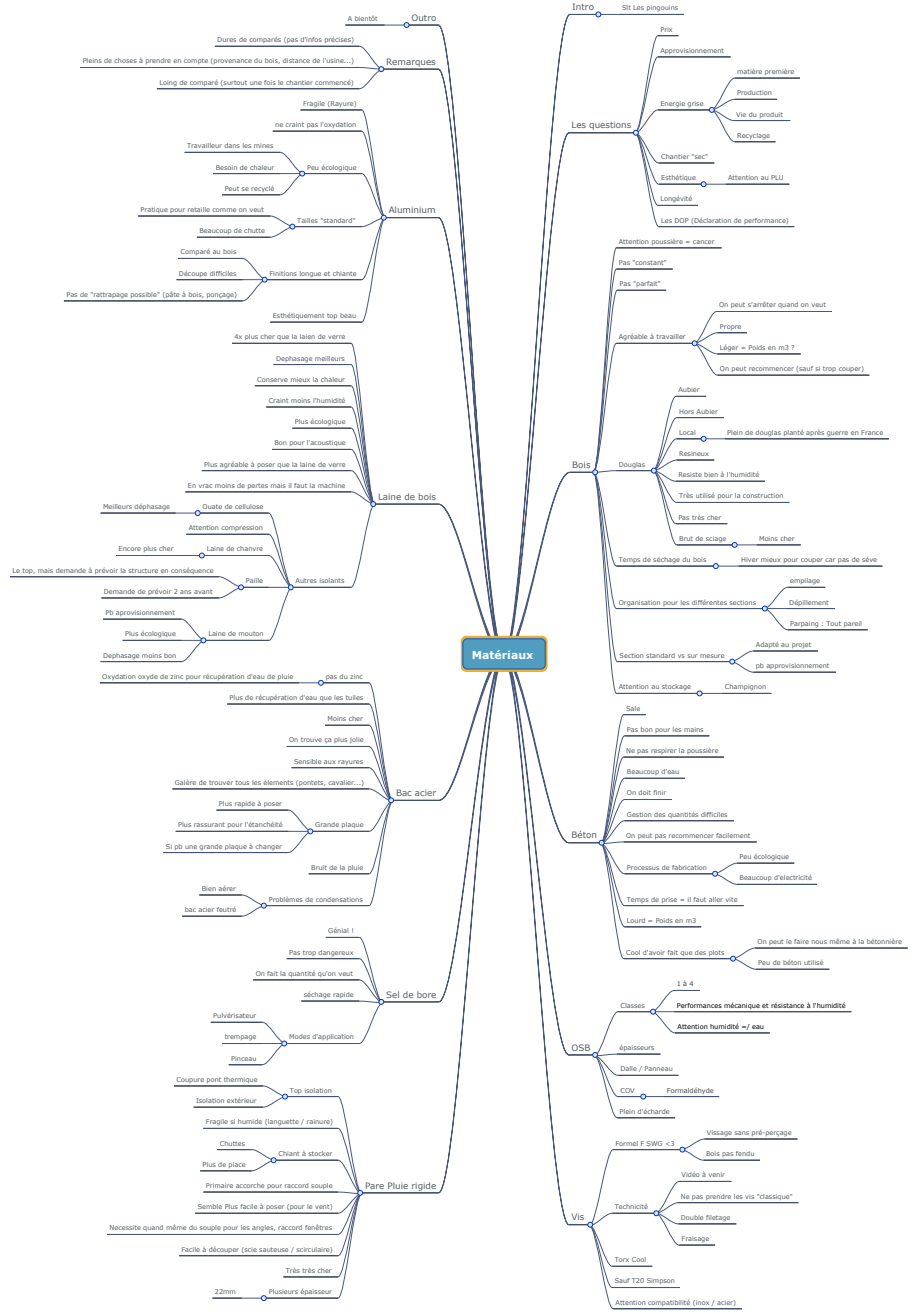 Matériaux
Intro
Slt Les pingouins
Les questions
Prix
Approvisionnement
Energie grise
matière première
Production
Vie du produit
Recyclage
Chantier "sec"
Esthétique
Attention au PLU
Longévité
Les DOP (Déclaration de performance)
Bois
Attention poussière = cancer
Pas "constant"
Pas "parfait"
Agréable à travailler
On peut s'arrêter quand on veut
Propre
Léger = Poids en m3 ?
On peut recommencer (sauf si trop couper)
Douglas
Aubier
Hors Aubier
Local
Plein de douglas planté après guerre en France
Resineux
Resiste bien à l'humidité
Très utilisé pour la construction
Pas très cher
Brut de sciage
Moins cher
Temps de séchage du bois
Hiver mieux pour couper car pas de sève
Organisation pour les différentes sections
empilage
Dépillement
Parpaing : Tout pareil
Section standard vs sur mesure
Adapté au projet
pb approvisionnement
Attention au stockage
Champignon
Béton
Sale
Pas bon pour les mains
Ne pas respirer la poussière
Beaucoup d'eau
On doit finir
Gestion des quantités difficiles
On peut pas recommencer facilement
Processus de fabrication
Peu écologique
Beaucoup d'electricité
Temps de prise = il faut aller vite
Lourd = Poids en m3
Cool d'avoir fait que des plots
On peut le faire nous même à la bétonnière
Peu de béton utilisé
OSB
Classes
1 à 4
Performances mécanique et résistance à l'humidité
Attention humidité =/ eau
épaisseurs
Dalle / Panneau
COV
Formaldéhyde
Plein d'écharde
Vis
Formel F SWG <3
Vissage sans pré-perçage
Bois pas fendu
Technicité
Vidéo à venir
Ne pas prendre les vis "classique"
Double filetage
Fraisage
Torx Cool
Sauf T20 Simpson
Attention compatibilité (inox / acier)
Outro
A bientôt
Remarques
Dures de comparés (pas d'infos précises)
Pleins de choses à prendre en compte (provenance du bois, distance de l'usine...)
Loing de comparé (surtout une fois le chantier commencé)
Aluminium
Fragile (Rayure)
ne craint pas l'oxydation
Peu écologique
Travailleur dans les mines
Besoin de chaleur
Peut se recyclé
Tailles "standard"
Pratique pour retaille comme on veut
Beaucoup de chutte
Finitions longue et chiante
Comparé au bois
Découpe difficiles
Pas de "rattrapage possible" (pâte à bois, ponçage)
Esthétiquement top beau
Laine de bois
4x plus cher que la laien de verre
Dephasage meilleurs
Conserve mieux la chaleur
Craint moins l'humidité
Plus écologique
Bon pour l'acoustique
Plus agréable à poser que la laine de verre
En vrac moins de pertes mais il faut la machine
Autres isolants
Ouate de cellulose
Meilleurs déphasage
Attention compression
Laine de chanvre
Encore plus cher
Paille
Le top, mais demande à prévoir la structure en conséquence
Demande de prévoir 2 ans avant
Laine de mouton
Pb aprovisionnement
Plus écologique
Dephasage moins bon
Bac acier
pas du zinc
Oxydation oxyde de zinc pour récupération d'eau de pluie
Plus de récupération d'eau que les tuiles
Moins cher
On trouve ça plus jolie
Sensible aux rayures
Galère de trouver tous les élements (pontets, cavalier...)
Grande plaque
Plus rapide à poser
Plus rassurant pour l'étanchéité
Si pb une grande plaque à changer
Bruit de la pluie
Problèmes de condensations
Bien aérer
bac acier feutré
Sel de bore
Génial !
Pas trop dangereux
On fait la quantité qu'on veut
séchage rapide
Modes d'application
Pulvérisateur
trempage
Pinceau
Pare Pluie rigide
Top isolation
Coupure pont thermique
Isolation extérieur
Fragile si humide (languette / rainure)
Chiant à stocker
Chuttes
Plus de place
Primaire accorche pour raccord souple
Semble Plus facile à poser (pour le vent)
Necessite quand même du souple pour les angles, raccord fenêtres
Facile à découper (scie sauteuse / scirculaire)
Très très cher
Plusieurs épaisseur
22mm